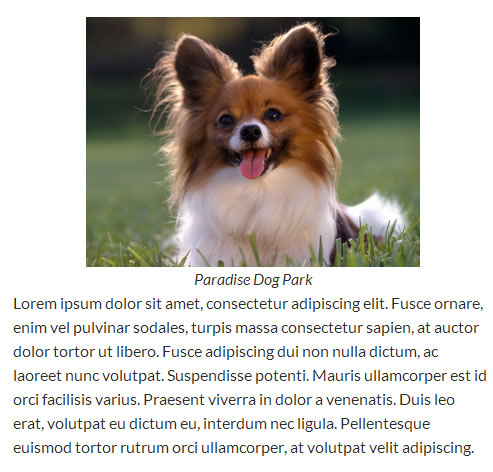 Paradise Dog Park
Lorem ipsum dolor sit amet, consectetur adipiscing elit. Fusce ornare,
enim vel pulvinar sodales, turpis massa consectetur sapien, at auctor
dolor tortor ut libero. Fusce adipiscing dui non nulla dictum, ac
laoreet nunc volutpat. Suspendisse potenti. Mauris ullamcorper est id
orci facilisis varius. Praesent viverra in dolor a venenatis. Duis leo
erat, volutpat eu dictum eu, interdum nec ligula. Pellentesque
euismod tortor rutrum orci ullamcorper, at volutpat velit adipiscing.